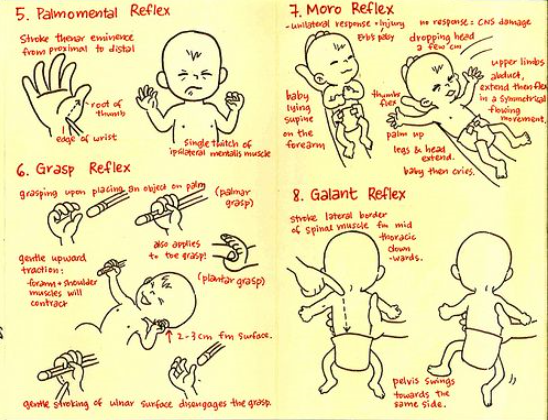 5. Palmomental Reflex
Stroke thenar eminence
from proximal to distal
root of
thumb
edge of wrist
single twitch of
ipsilateral mentalis muscle
6. Grasp Reflex
grasping upon placing an object on palm
(palmar
grasp)
also applies
to toe grasp!
(plantar grasp)
gentle upward
traction:
forarm + shoulder
muscles will
contract
2-3 cm fm surface.
gentle stroking of ulnar surface disengages the grasp.
7. Moro Reflex
- unilateral response = injury
Erb's palsy
no response = CNS damage
dropping head
a few cm
upper limbs
abduct,
extend then flex
in a symmetrical
flowing
movement.
baby
lying
supine
on the
forearm
thumbs
flex
palm up
legs & head
extend.
baby then cries.
8. Galant Reflex
stroke lateral border
of spinal muscle fm mid
thoracic
down
-wards.
pelvis swings
towards the
same side.